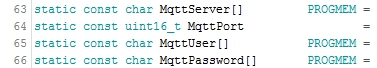 63 static const char MqttServer[] PROGMEM =
64 static const uint16_t MqttPort =
65 static const char MqttUser[] PROGMEM =
66 static const char MqttPassword[] PROGMEM =